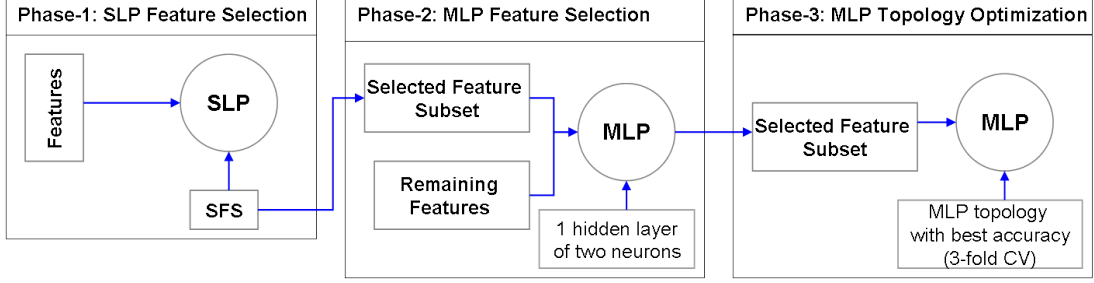 Phase-1: SLP Feature Selection
Features
SLP
SFS
Phase-2: MLP Feature Selection
Selected Feature
Subset
Remaining
Features
MLP
1 hidden layer
of two neurons
Phase-3: MLP Topology Optimization
Selected Feature
Subset
MLP
MLP topology
with best accuracy
(3-fold CV)